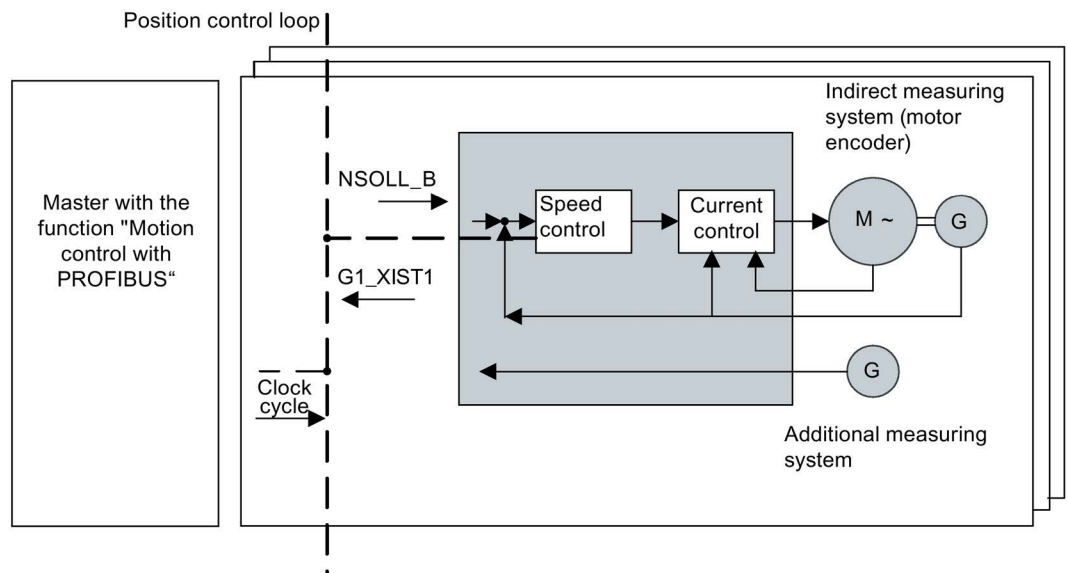 Position control loop
Master with the
function "Motion
control with
PROFIBUS“
NSOLL_B
G1_XIST1
Clock
cycle
Speed
control
Current
control
Indirect measuring
system (motor
encoder)
M ~
G
G
Additional measuring
system